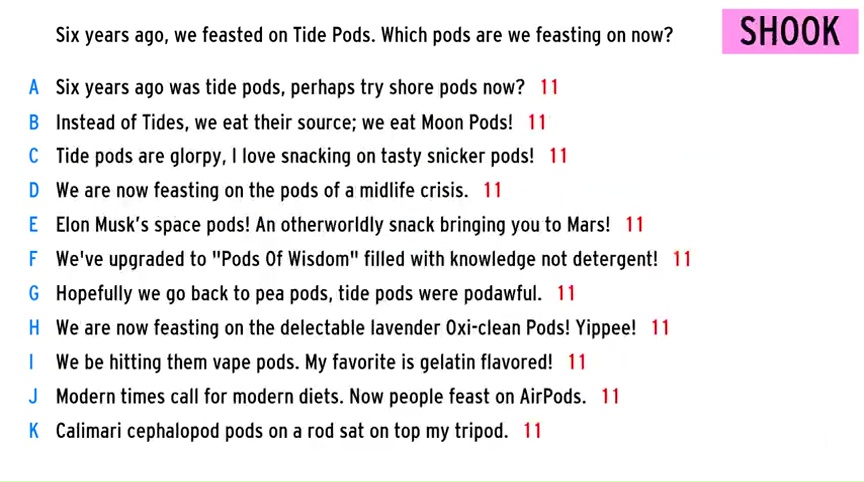 Six years ago, we feasted on Tide Pods. Which pods are we feasting on now?
SHOOK
A Six years ago was tide pods, perhaps try shore pods now? 11
B Instead of Tides, we eat their source; we eat Moon Pods! 11
C Tide pods are glorpy, I love snacking on tasty snicker pods! 11
D We are now feasting on the pods of a midlife crisis. 11
E Elon Musk's space pods! An otherworldly snack bringing you to Mars! 11
F We've upgraded to "Pods Of Wisdom" filled with knowledge not detergent! 11
G Hopefully we go back to pea pods, tide pods were podawful. 11
H We are now feasting on the delectable lavender Oxi-clean Pods! Yippee! 11
I We be hitting them vape pods. My favorite is gelatin flavored! 11
J Modern times call for modern diets. Now people feast on AirPods. 11
K Calimari cephalopod pods on a rod sat on top my tripod. 11